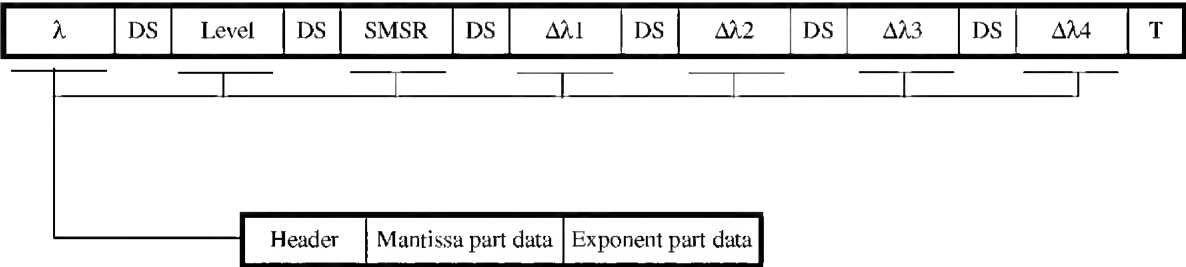 λ DS Level DS SMSR DS Δλ1 DS Δλ2 DS Δλ3 DS Δλ4 T
Header Mantissa part data Exponent part data